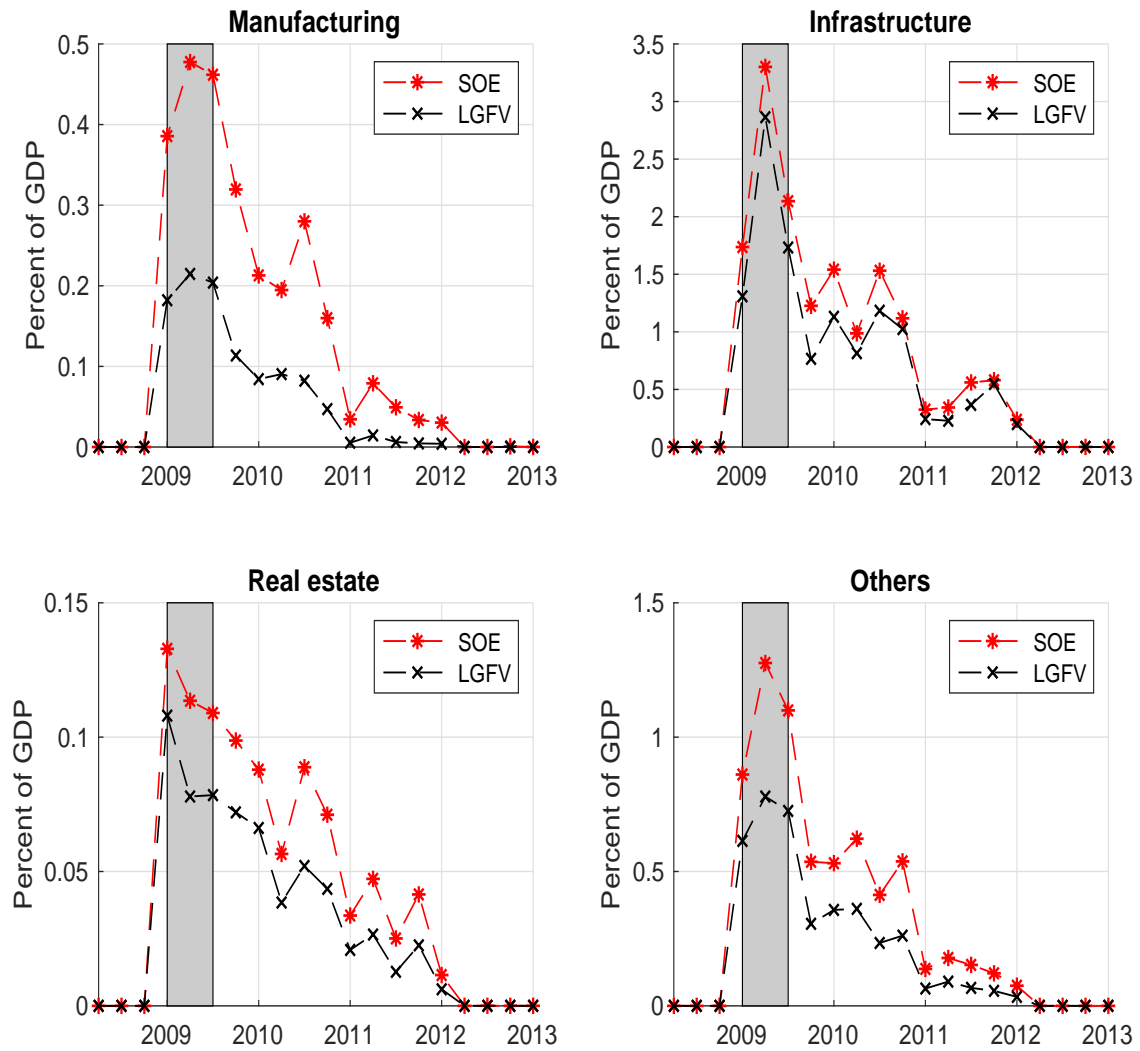 Manufacturing
Percent of GDP
0.5
0.4
0.3
0.2
0.1
0
2009 2010 2011 2012 2013
SOE
LGFV
Infrastructure
Percent of GDP
3.5
3
2.5
2
1.5
1
0.5
0
2009 2010 2011 2012 2013
SOE
LGFV
Real estate
Percent of GDP
0.15
0.1
0.05
0
2009 2010 2011 2012 2013
SOE
LGFV
Others
Percent of GDP
1.5
1
0.5
0
2009 2010 2011 2012 2013
SOE
LGFV